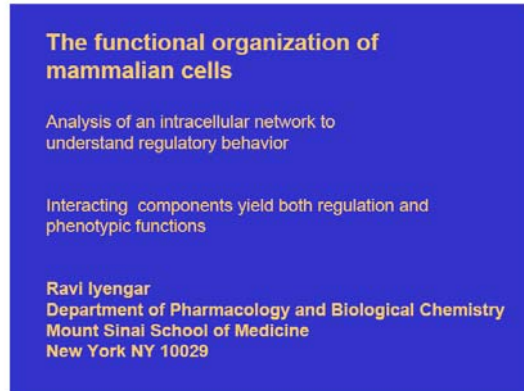 The functional organization of
mammalian cells
Analysis of an intracellular network to
understand regulatory behavior
Interacting components yield both regulation and
phenotypic functions
Ravi Iyengar
Department of Pharmacology and Biological Chemistry
Mount Sinai School of Medicine
New York NY 10029